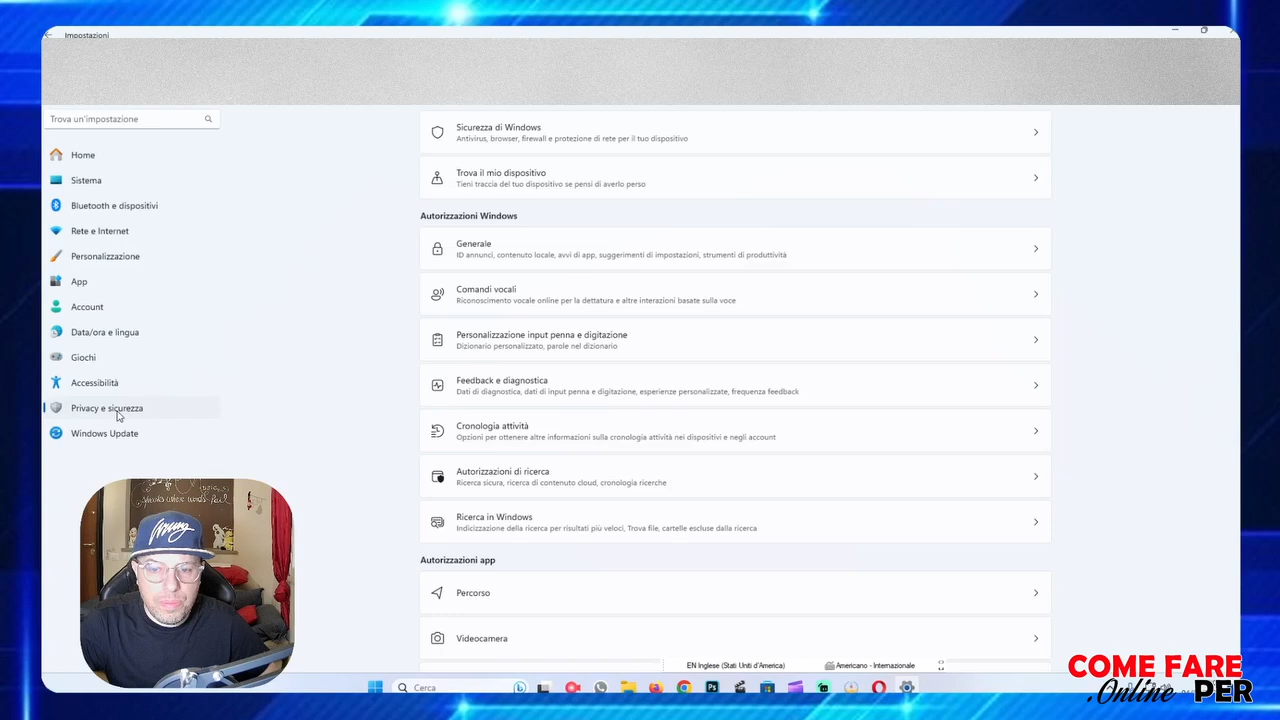 Impostazioni
Trova un'impostazione
Home
Sistema
Bluetooth e dispositivi
Rete e Internet
Personalizzazione
App
Account
Data/ora e lingua
Giochi
Accessibilità
Privacy e sicurezza
Windows Update
Sicurezza di Windows
Antivirus, browser, firewall e protezione di rete per il tuo dispositivo
Trova il mio dispositivo
Tieni traccia del tuo dispositivo se pensi di averlo perso
Autorizzazioni Windows
Generale
ID annunci, contenuto locale, avvi di app, suggerimenti di impostazioni, strumenti di produttività
Comandi vocali
Riconoscimento vocale online per la dettatura e altre interazioni basate sulla voce
Personalizzazione input penna e digitazione
Dizionario personalizzato, parole nel dizionario
Feedback e diagnostica
Dati di diagnostica, dati di input penna e digitazione, esperienze personalizzate, frequenza feedback
Cronologia attività
Opzioni per ottenere altre informazioni sulla cronologia attività nei dispositivi e negli account
Autorizzazioni di ricerca
Ricerca sicura, ricerca di contenuto cloud, cronologia ricerche
Ricerca in Windows
Indicizzazione della ricerca per risultati più veloci, Trova file, cartelle escluse dalla ricerca
Autorizzazioni app
Percorso
Videocamera
EN Inglese (Stati Uniti d'America)
Americano - Internazionale
Cerca
Ps
COME FARE
.Online PER